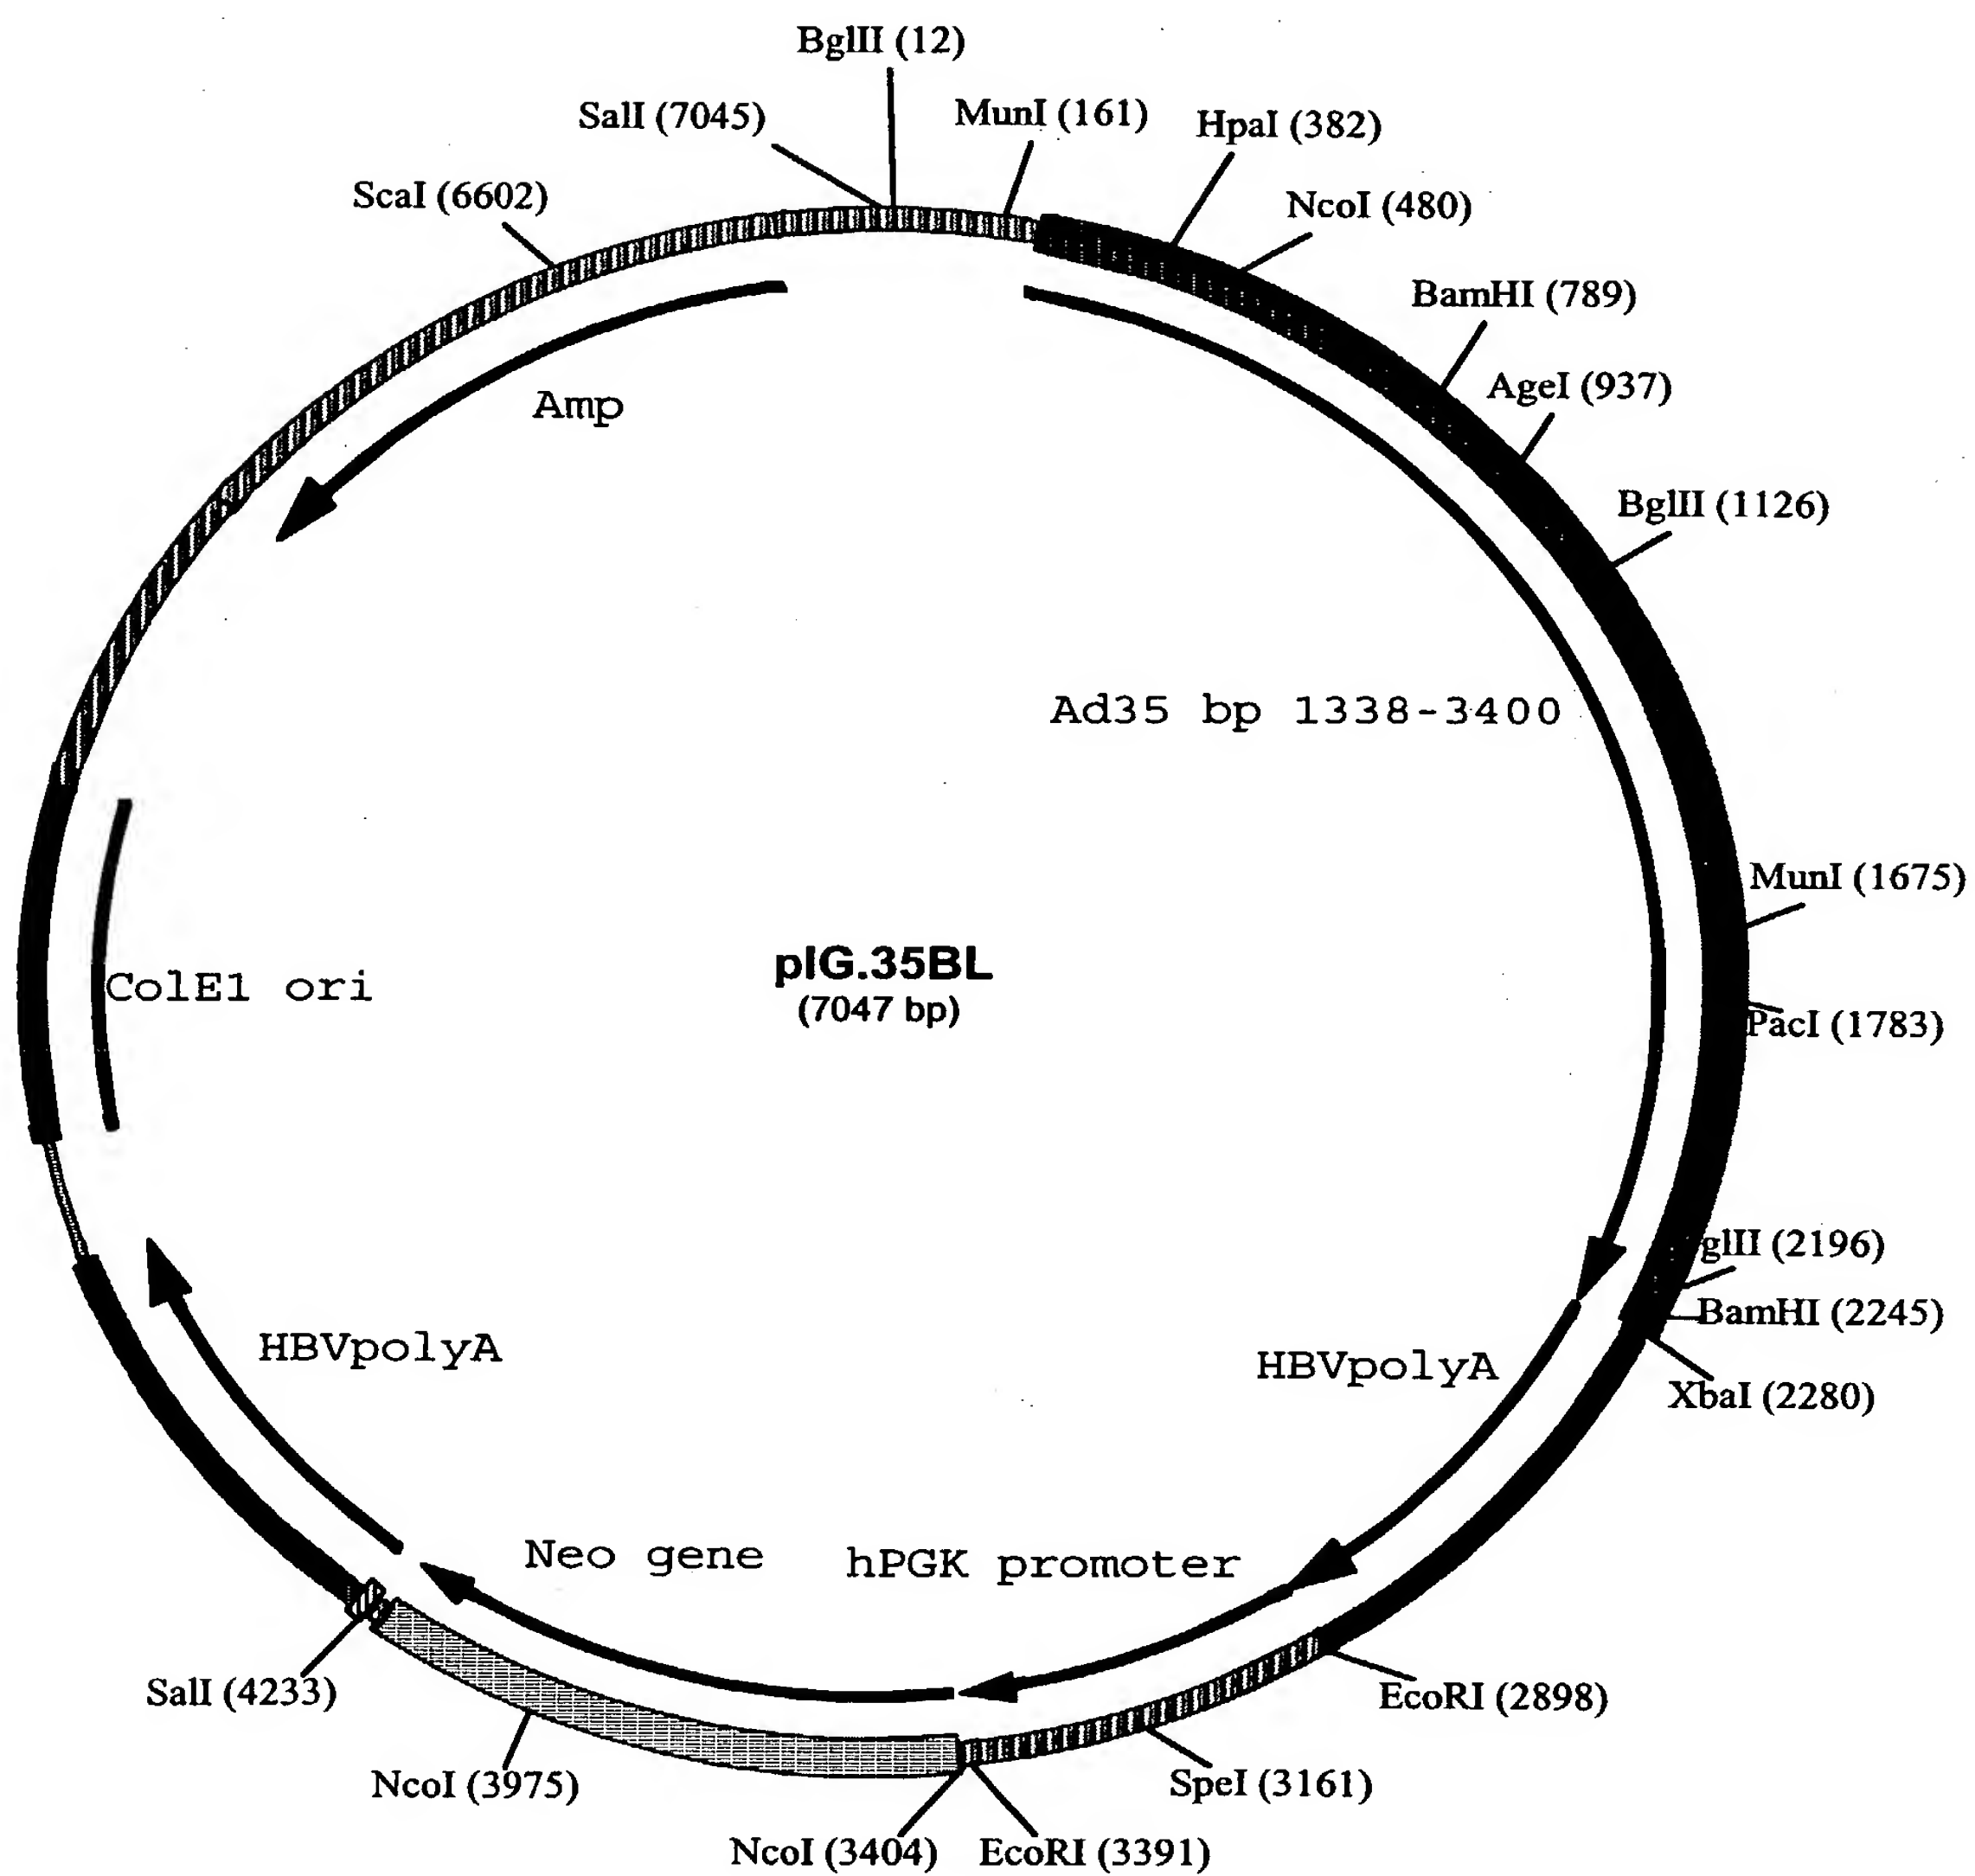 BglII (12)
SalI (7045)
MunI (161)
HpaI (382)
ScaI (6602)
NcoI (480)
BamHI (789)
AgeI (937)
Amp
BglII (1126)
Ad35 bp 1338-3400
MunI (1675)
pIG.35BL
(7047 bp)
ColE1 ori
PacI (1783)
glII (2196)
BamHI (2245)
HBVpolyA
HBVpolyA
XbaI (2280)
Neo gene
hPGK promoter
SalI (4233)
EcoRI (2898)
NcoI (3975)
SpeI (3161)
NcoI (3404)
EcoRI (3391)